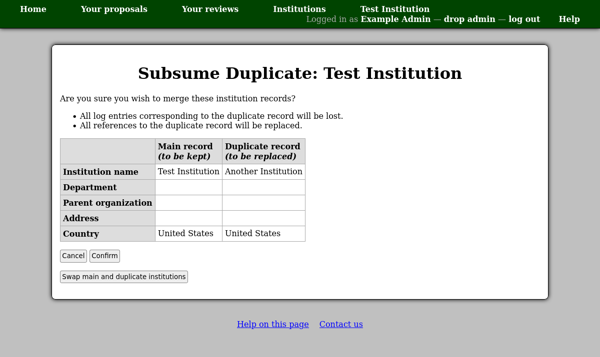 Home Your proposals Your reviews Institutions Test Institution
Logged in as Example Admin — drop admin — log out Help
Subsume Duplicate: Test Institution
Are you sure you wish to merge these institution records?
• All log entries corresponding to the duplicate record will be lost.
• All references to the duplicate record will be replaced.
Main record Duplicate record
(to be kept) (to be replaced)
Institution name Test Institution Another Institution
Department
Parent organization
Address
Country United States United States
Cancel Confirm
Swap main and duplicate institutions
Help on this page Contact us